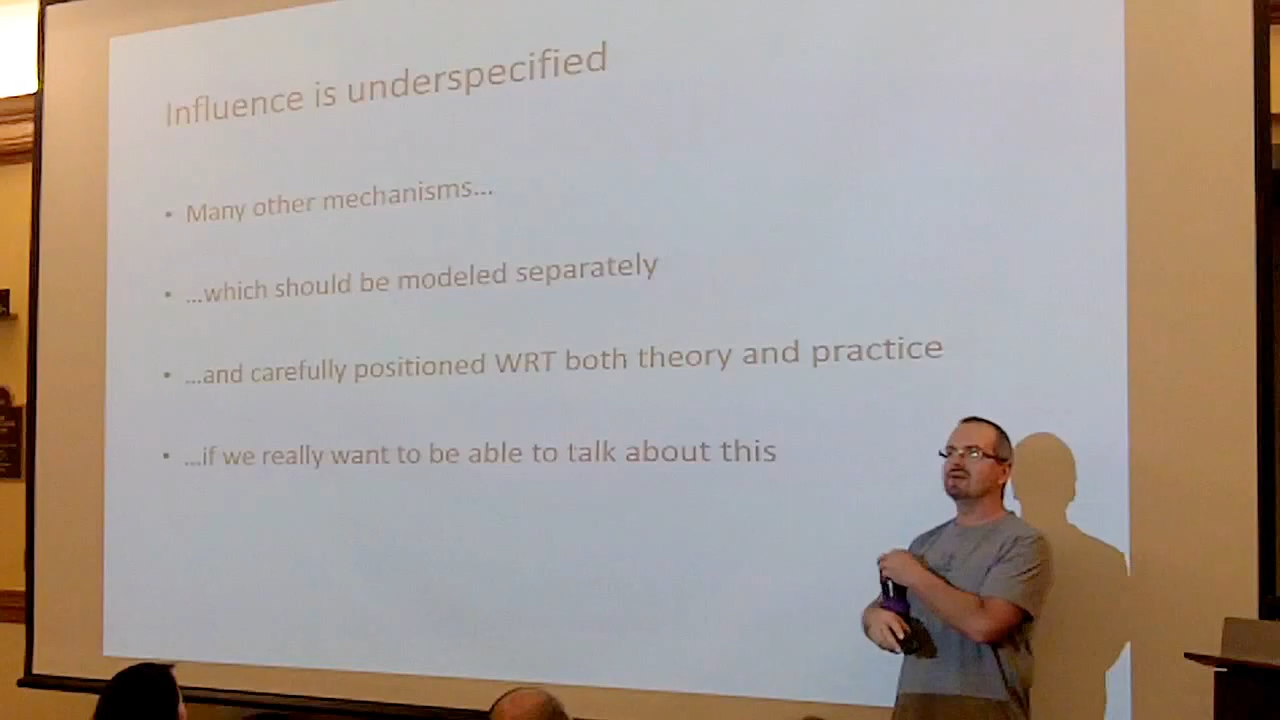 Influence is underspecified
• Many other mechanisms...
• ...which should be modeled separately
• ...and carefully positioned WRT both theory and practice
• ...if we really want to be able to talk about this